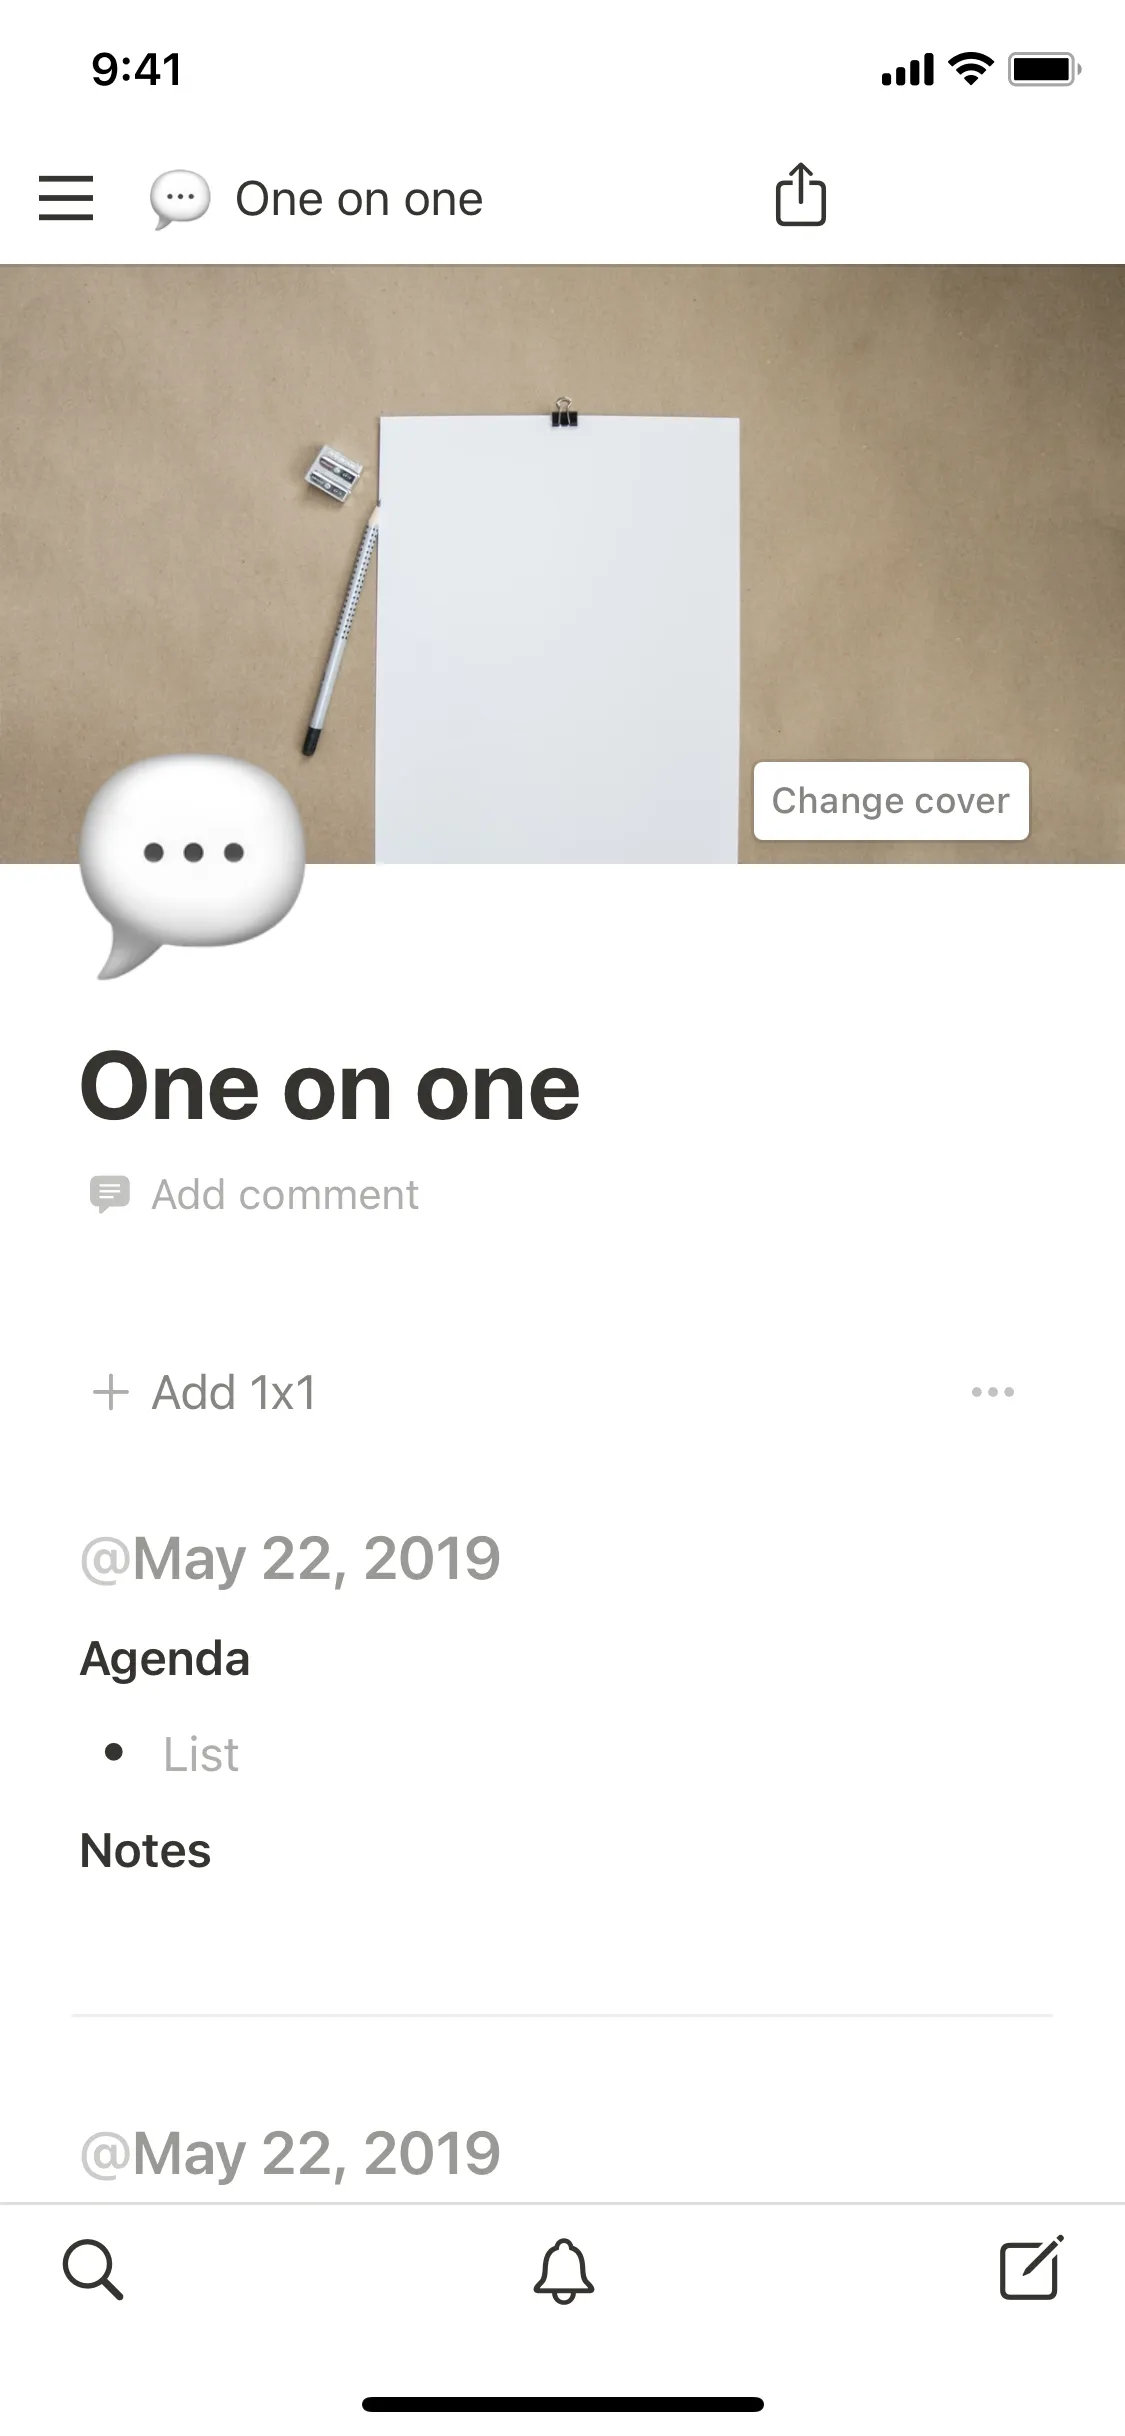 9:41
One on one
Change cover
One on one
Add comment
Add 1x1
@May 22, 2019
Agenda
• List
Notes
@May 22, 2019